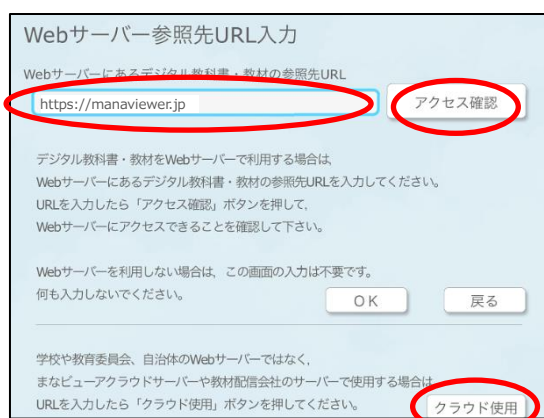 Webサーバー参照先URL入力
Webサーバーにあるデジタル教科書・教材の参照先URL
https://manaviewer.jp
アクセス確認
デジタル教科書・教材をWebサーバーで利用する場合は,
Webサーバーにあるデジタル教科書・教材の参照先URLを入力してください。
URLを入力したら「アクセス確認」ボタンを押して,
Webサーバーにアクセスできることを確認して下さい。
Webサーバーを利用しない場合は，この画面の入力は不要です。
何も入力しないでください。
OK
戻る
学校や教育委員会、自治体のWebサーバーではなく,
まなビューアクラウドサーバーや教材配信会社のサーバーで使用する場合は
URLを入力したら「クラウド使用」ボタンを押してください。
クラウド使用